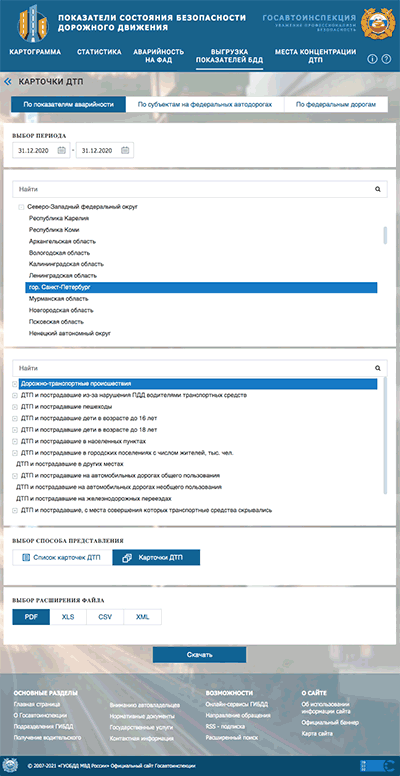 ПОКАЗАТЕЛИ СОСТОЯНИЯ БЕЗОПАСНОСТИ
ДОРОЖНОГО ДВИЖЕНИЯ
ГОСАВТОИНСПЕКЦИЯ
ЗНАМЕНИЕ ПРОФЕССИОНАЛИЗМ
БЕЗОПАСНОСТЬ
КАРТОГРАММА
СТАТИСТИКА
АВАРИЙНОСТЬ
НА ФАД
ВЫГРУЗКА
ПОКАЗАТЕЛЕЙ БДД
МЕСТА КОНЦЕНТРАЦИИ
ДТП
КАРТОЧКИ ДТП
По показателям аварийности
По субъектам на федеральных автодорогах
По федеральным дорогам
ВЫБОР ПЕРИОДА
31.12.2020 - 31.12.2020
Найти
Северо-Западный федеральный округ
Республика Карелия
Республика Коми
Архангельская область
Вологодская область
Калининградская область
Ленинградская область
гор. Санкт-Петербург
Мурманская область
Новгородская область
Псковская область
Ненецкий автономный округ
Найти
Дорожно-транспортные происшествия
ДТП и пострадавшие из-за нарушения ПДД водителями транспортных средств
ДТП и пострадавшие пешеходы
ДТП и пострадавшие дети в возрасте до 16 лет
ДТП и пострадавшие дети в возрасте до 18 лет
ДТП и пострадавшие в населенных пунктах
ДТП и пострадавшие в городских поселениях с числом жителей, тыс. чел.
ДТП и пострадавшие в других местах
ДТП и пострадавшие на автомобильных дорогах общего пользования
ДТП и пострадавшие на автомобильных дорогах необщего пользования
ДТП и пострадавшие на железнодорожных переездах
ДТП и пострадавшие, с места совершения которых транспортные средства скрывались
ВЫБОР СПОСОБА ПРЕДСТАВЛЕНИЯ
Список карточек ДТП
Карточки ДТП
ВЫБОР РАСШИРЕНИЯ ФАЙЛА
PDF
XLS
CSV
XML
Скачать
ОСНОВНЫЕ РАЗДЕЛЫ
Главная страница
О Госавтоинспекции
Подразделения ГИБДД
Получение водительского
Вниманию автовладельцев
Нормативные документы
Государственные услуги
Контактная информация
ВОЗМОЖНОСТИ
Онлайн-сервисы ГИБДД
Направление обращения
RSS - подписка
Расширенный поиск
О САЙТЕ
Об использовании
информации сайта
Официальный баннер
Карта сайта
© 2007-2021 «ГУОБДД МВД России» Официальный сайт Госавтоинспекции